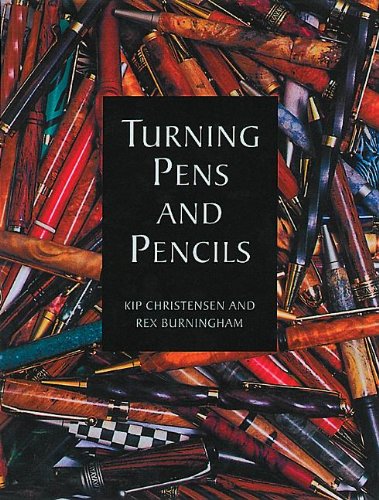 TURNING
PENS
AND
PENCILS
KIP CHRISTENSEN AND
REX BURNINGHAM